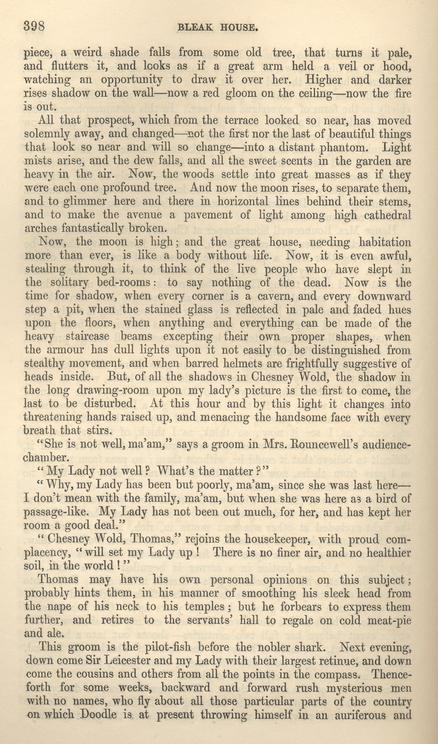 398
BLEAK HOUSE.
piece, a weird shade falls from some old tree, that turns it pale,
and flutters it, and looks as if a great arm held a veil or hood,
watching an opportunity to draw it over her. Higher and darker
rises shadow on the wall—now a red gloom on the ceiling—now the fire
is out.
All that prospect, which from the terrace looked so near, has moved
solemnly away, and changed—not the first nor the last of beautiful things
that look so near and will so change—into a distant phantom. Light
mists arise, and the dew falls, and all the sweet scents in the garden are
heavy in the air. Now, the woods settle into great masses as if they
were each one profound tree. And now the moon rises, to separate them,
and to glimmer here and there in horizontal lines behind their stems,
and to make the avenue a pavement of light among high cathedral
arches fantastically broken.
Now, the moon is high; and the great house, needing habitation
more than ever, is like a body without life. Now, it is even awful,
stealing through it, to think of the live people who have slept in
the solitary bed-rooms: to say nothing of the dead. Now is the
time for shadow, when every corner is a cavern, and every downward
step a pit, when the stained glass is reflected in pale and faded hues
upon the floors, when anything and everything can be made of the
heavy staircase beams excepting their own proper shapes, when
the armour has dull lights upon it not easily to be distinguished from
stealthy movement, and when barred helmets are frightfully suggestive of
heads inside. But, of all the shadows in Chesney Wold, the shadow in
the long drawing-room upon my lady's picture is the first to come, the
last to be disturbed. At this hour and by this light it changes into
threatening hands raised up, and menacing the handsome face with every
breath that stirs.
"She is not well, ma'am," says a groom in Mrs. Rouncewell's audience-
chamber.
"My Lady not well? What's the matter?"
"Why, my Lady has been but poorly, ma'am, since she was last here—
I don't mean with the family, ma'am, but when she was here as a bird of
passage-like. My Lady has not been out much, for her, and has kept her
room a good deal."
"Chesney Wold, Thomas," rejoins the housekeeper, with proud com-
placency, "will set my Lady up! There is no finer air, and no healthier
soil, in the world!"
Thomas may have his own personal opinions on this subject;
probably hints them, in his manner of smoothing his sleek head from
the nape of his neck to his temples; but he forbears to express them
further, and retires to the servants' hall to regale on cold meat-pie
and ale.
This groom is the pilot-fish before the nobler shark. Next evening,
down come Sir Leicester and my Lady with their largest retinue, and down
come the cousins and others from all the points in the compass. Thence-
forth for some weeks, backward and forward rush mysterious men
with no names, who fly about all those particular parts of the country
on which Doodle is at present throwing himself in an auriferous and